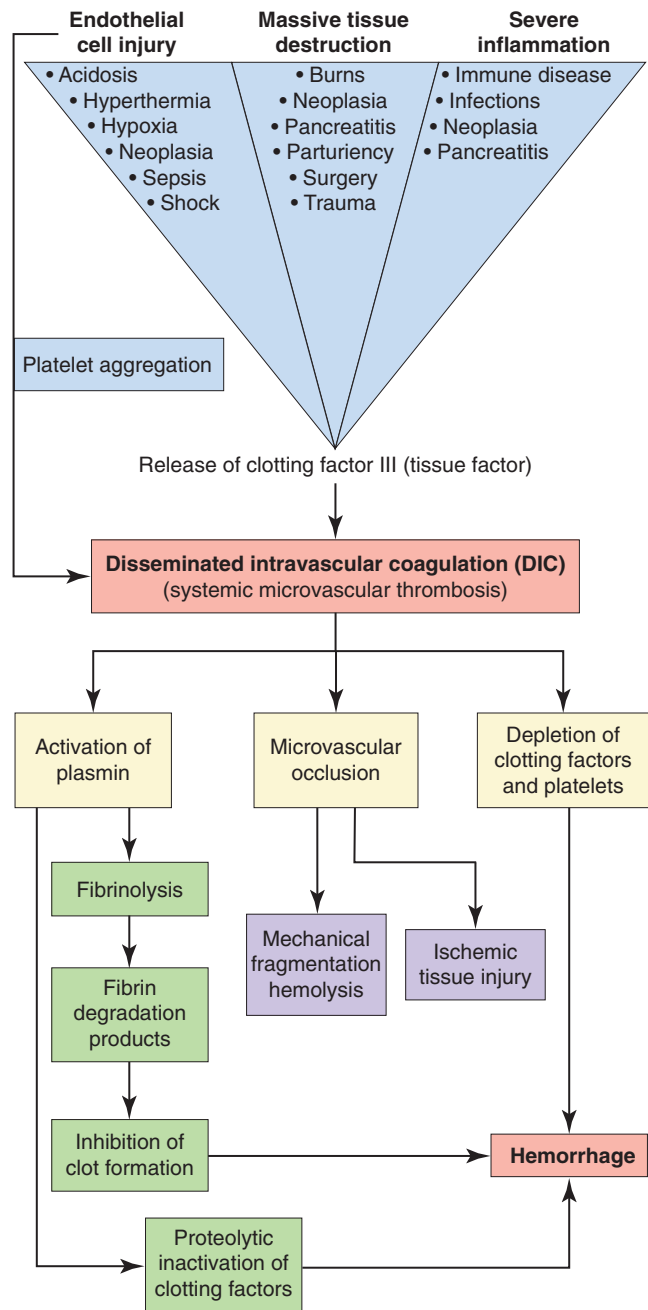 Endothelial
cell injury
Massive tissue
destruction
Severe
inflammation
• Acidosis
• Hyperthermia
• Hypoxia
• Neoplasia
• Sepsis
• Shock
• Burns
• Neoplasia
• Pancreatitis
• Parturiency
• Surgery
• Trauma
• Immune disease
• Infections
• Neoplasia
• Pancreatitis
Platelet aggregation
Release of clotting factor III (tissue factor)
Disseminated intravascular coagulation (DIC)
(systemic microvascular thrombosis)
Activation of
plasmin
Microvascular
occlusion
Depletion of
clotting factors
and platelets
Fibrinolysis
Mechanical
fragmentation
hemolysis
Ischemic
tissue injury
Fibrin
degradation
products
Inhibition of
clot formation
Hemorrhage
Proteolytic
inactivation of
clotting factors